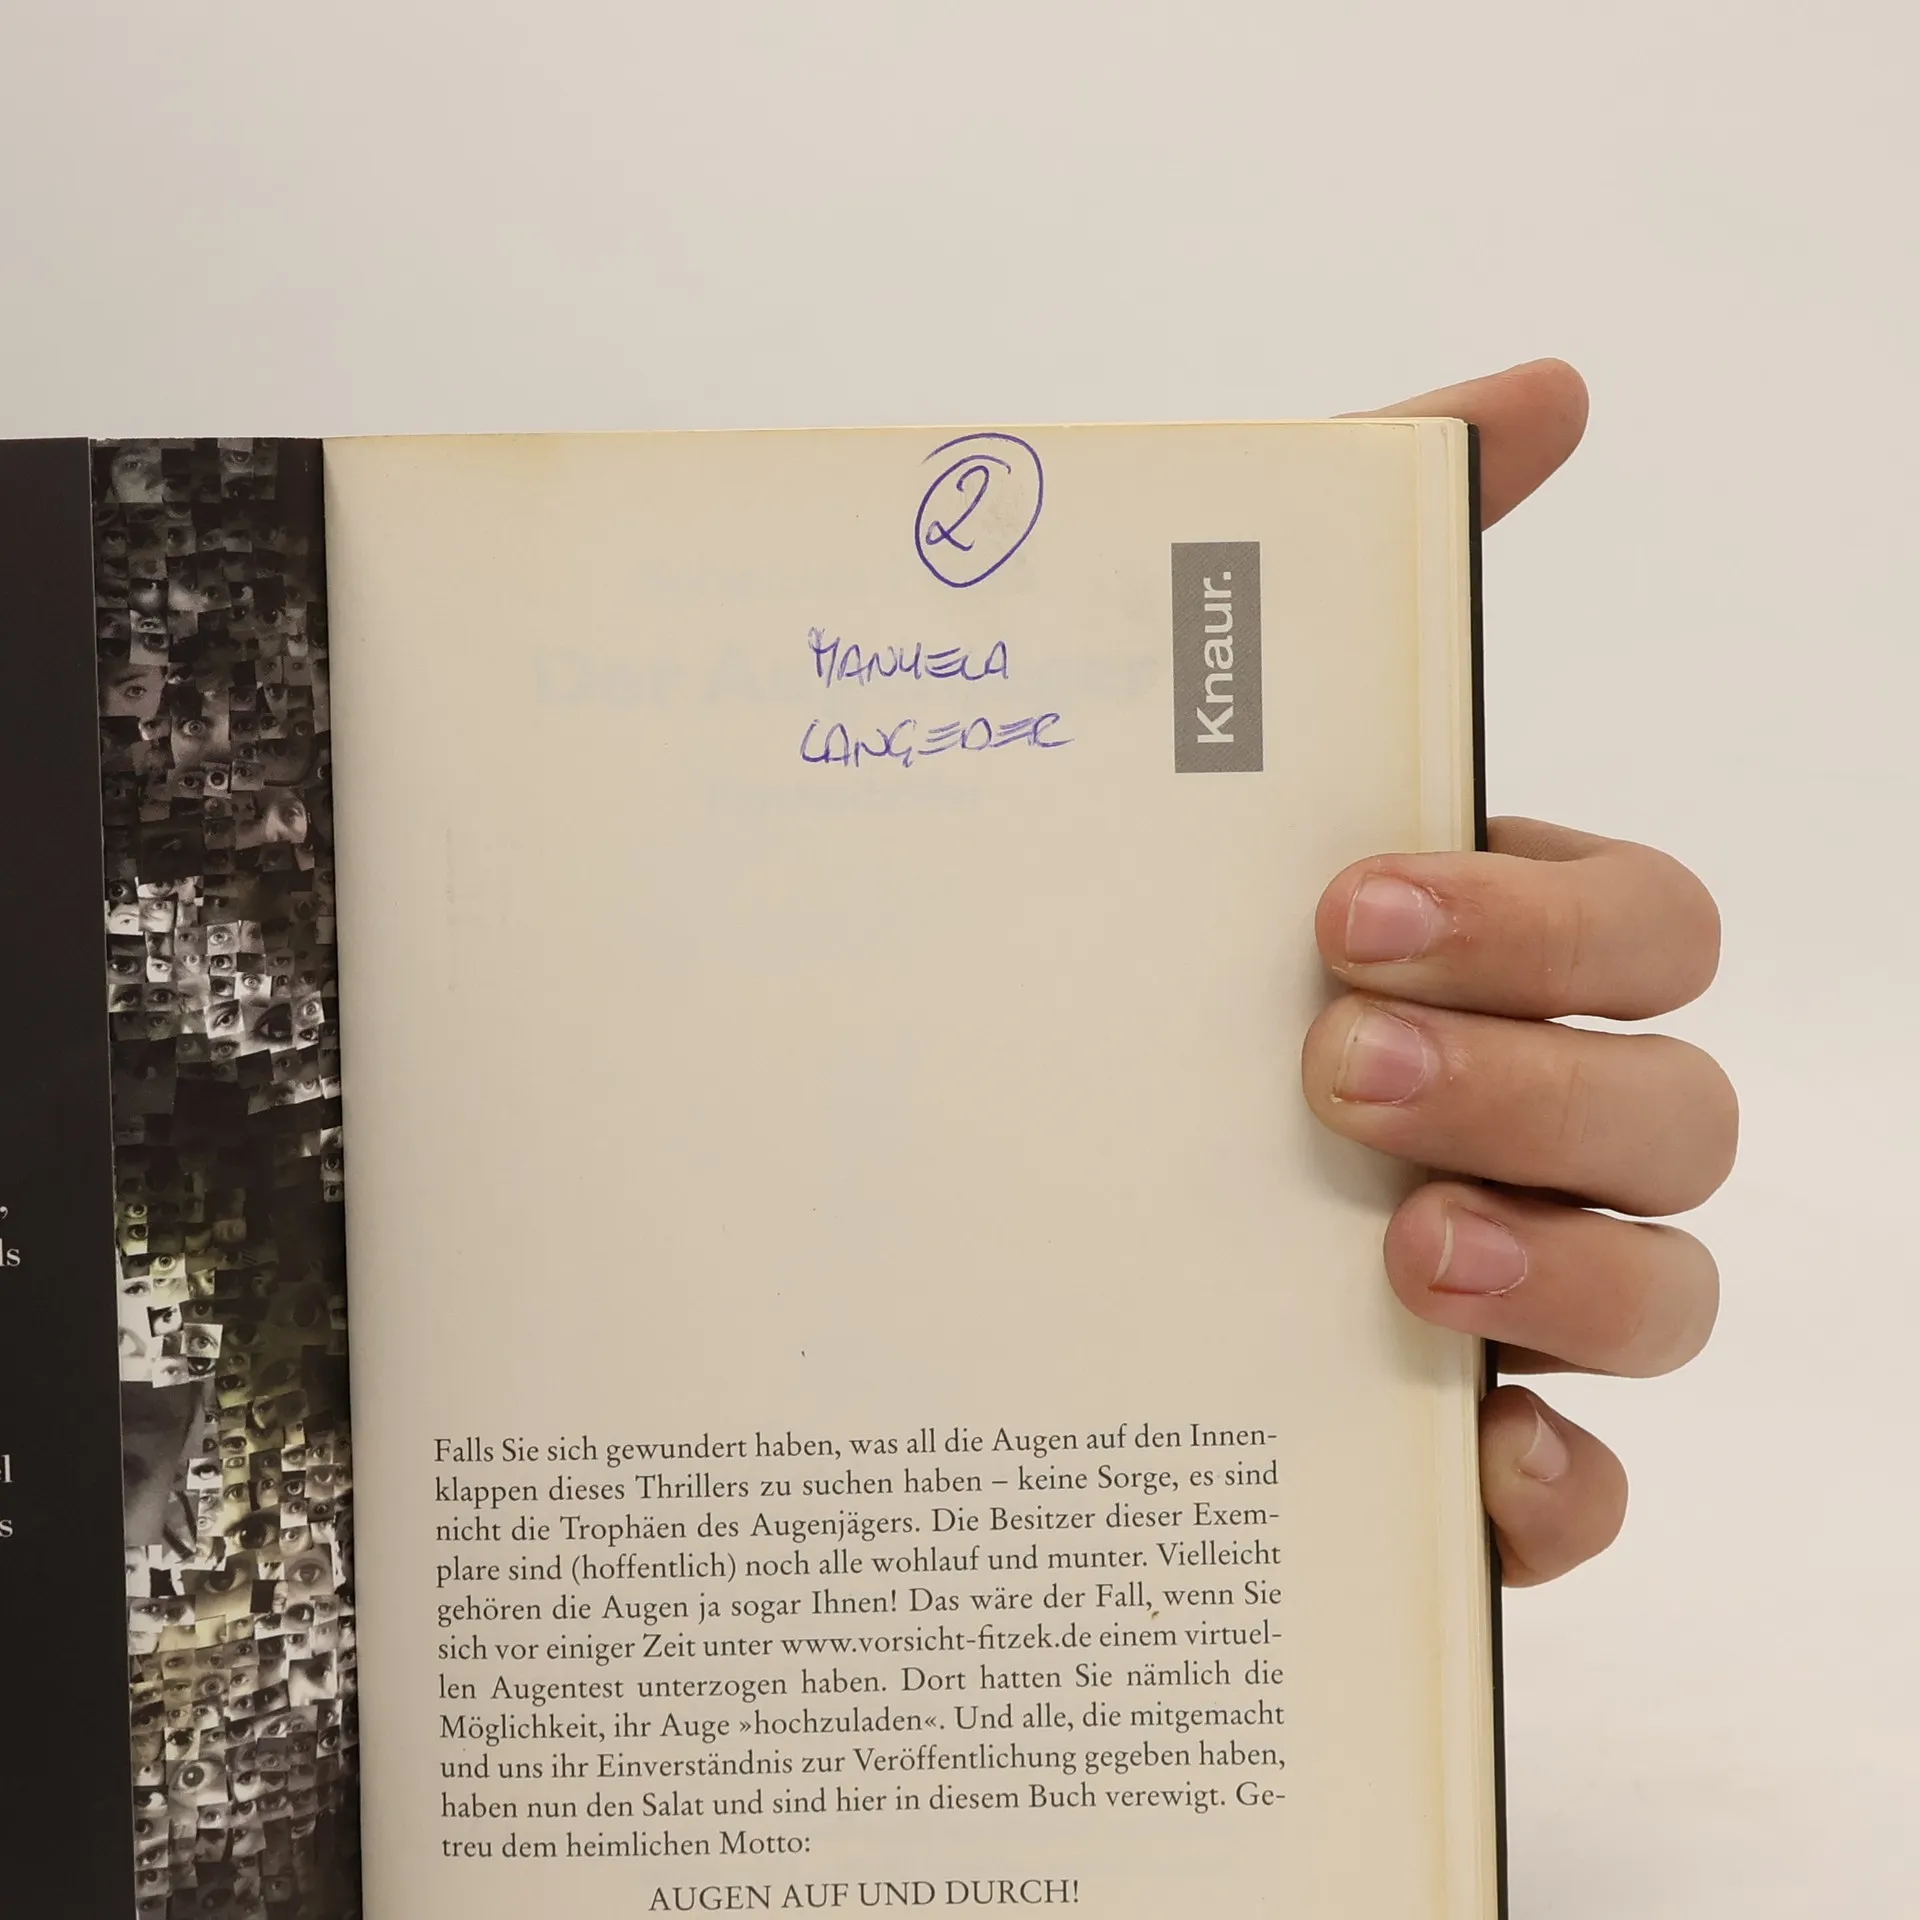 2
MANUELA
LANGEDER
Knaur.
Falls Sie sich gewundert haben, was all die Augen auf den Innen-
klappen dieses Thrillers zu suchen haben – keine Sorge, es sind
nicht die Trophäen des Augenjägers. Die Besitzer dieser Exem-
plare sind (hoffentlich) noch alle wohlauf und munter. Vielleicht
gehören die Augen ja sogar Ihnen! Das wäre der Fall, wenn Sie
sich vor einiger Zeit unter www.vorsicht-fitzek.de einem virtuel-
len Augentest unterzogen haben. Dort hatten Sie nämlich die
Möglichkeit, ihr Auge »hochzuladen«. Und alle, die mitgemacht
und uns ihr Einverständnis zur Veröffentlichung gegeben haben,
haben nun den Salat und sind hier in diesem Buch verewigt. Ge-
treu dem heimlichen Motto:
AUGEN AUF UND DURCH!